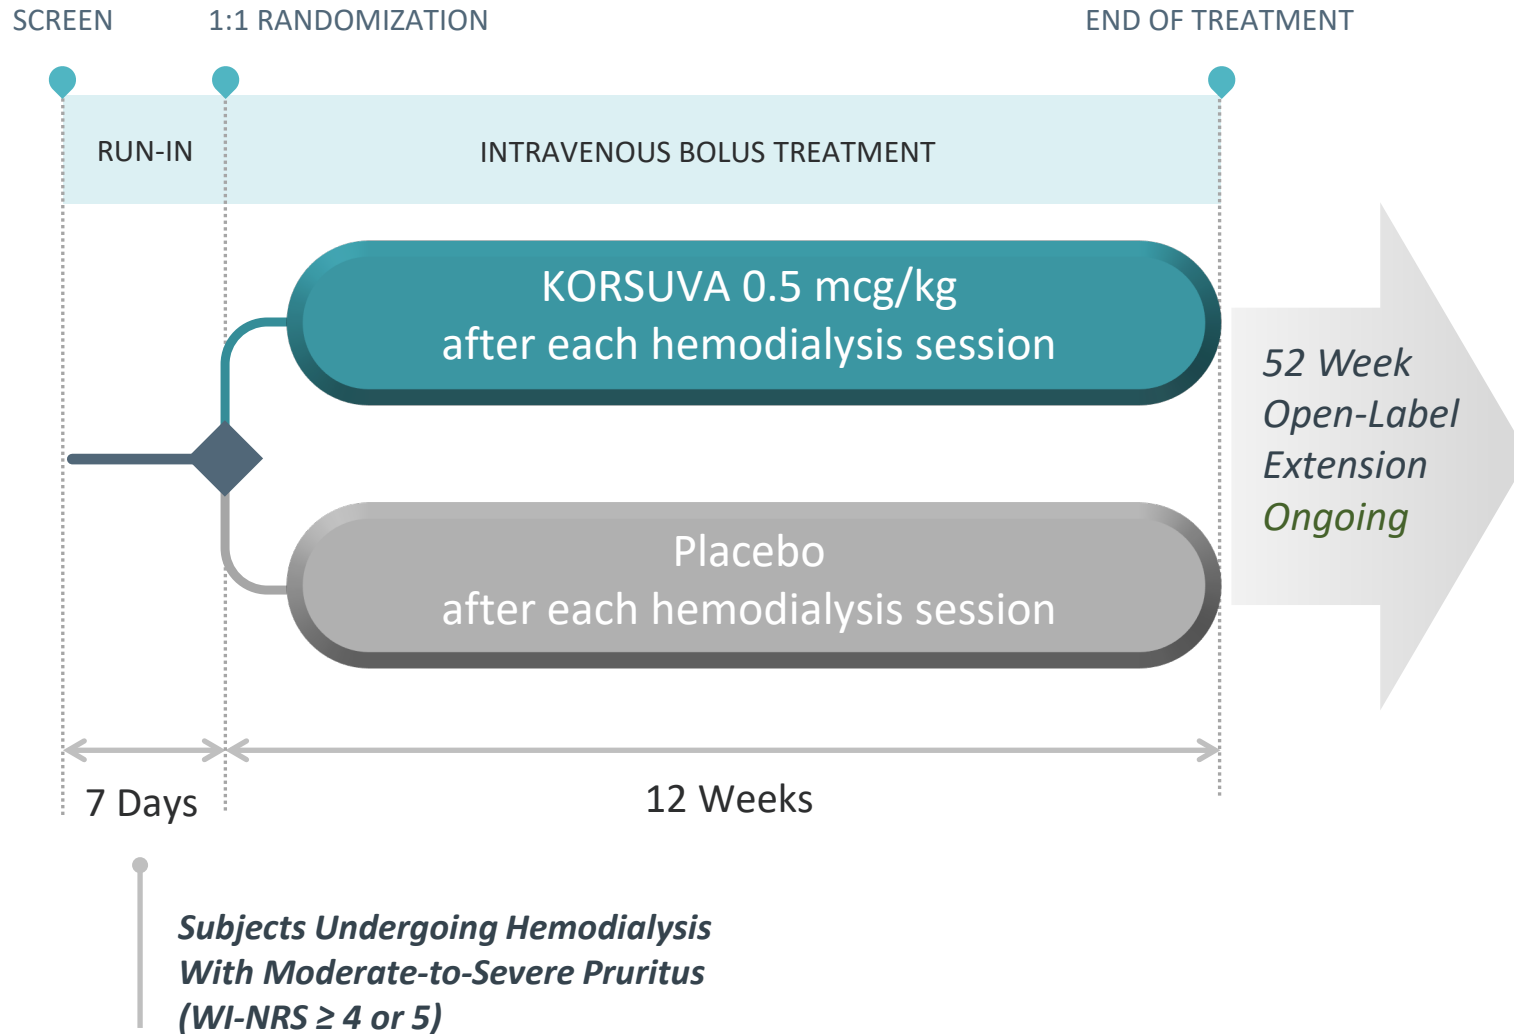 SCREEN
1:1 RANDOMIZATION
END OF TREATMENT
RUN-IN
INTRAVENOUS BOLUS TREATMENT
KORSUVA 0.5 mcg/kg
after each hemodialysis session
52 Week
Open-Label
Extension
Ongoing
Placebo
after each hemodialysis session
7 Days
12 Weeks
Subjects Undergoing Hemodialysis
With Moderate-to-Severe Pruritus
(WI-NRS ≥ 4 or 5)